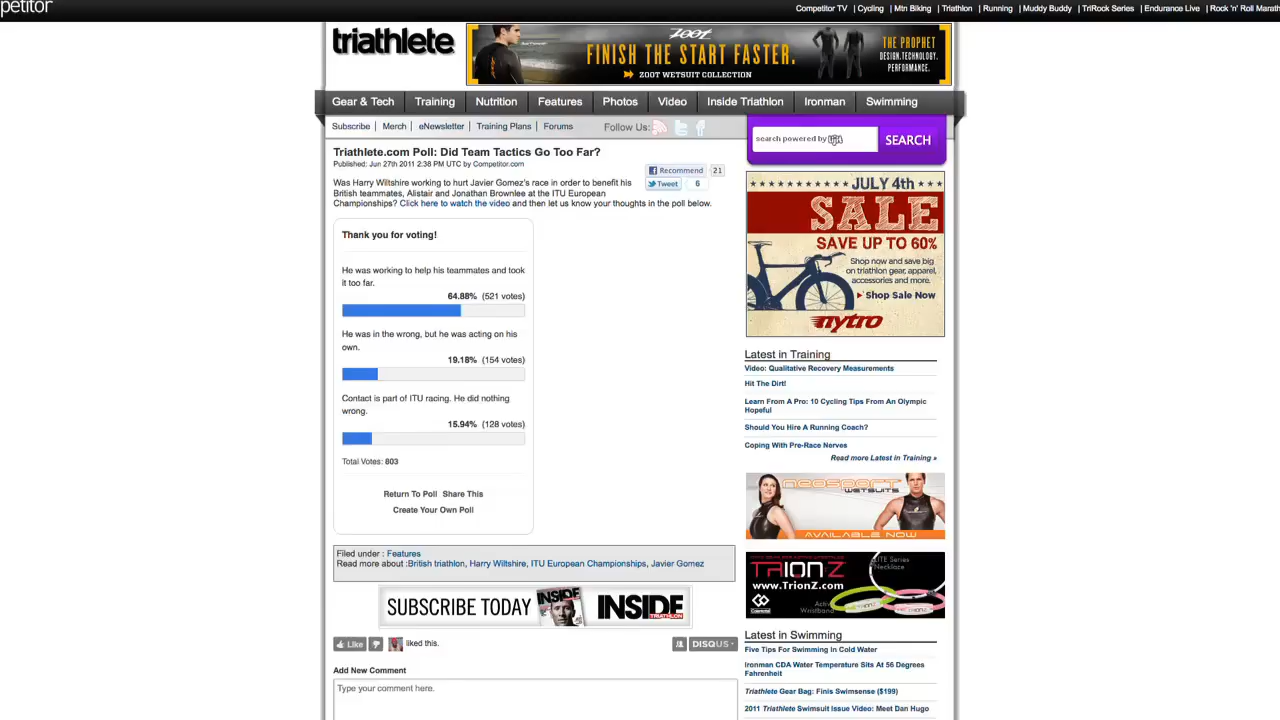 petitor
Competitor TV | Cycling | Mtn Biking | Triathlon | Running | Muddy Buddy | TriRock Series | Endurance Live | Rock 'n' Roll Marath
triathlete
ZOOT
FINISH THE START FASTER.
ZOOT WETSUIT COLLECTION
THE PROPHET
DESIGN.TECHNOLOGY.
PERFORMANCE.
Gear & Tech Training Nutrition Features Photos Video Inside Triathlon Ironman Swimming
Subscribe | Merch | eNewsletter | Training Plans | Forums
Follow Us:
search powered by
SEARCH
Triathlete.com Poll: Did Team Tactics Go Too Far?
Published: Jun 27th 2011 2:38 PM UTC by Competitor.com
Recommend 21
Tweet 6
Was Harry Wiltshire working to hurt Javier Gomez's race in order to benefit his
British teammates, Alistair and Jonathan Brownlee at the ITU European
Championships? Click here to watch the video and then let us know your thoughts in the poll below.
Thank you for voting!
He was working to help his teammates and took
it too far.
64.88% (521 votes)
He was in the wrong, but he was acting on his
own.
19.18% (154 votes)
Contact is part of ITU racing. He did nothing
wrong.
15.94% (128 votes)
Total Votes: 803
Return To Poll Share This
Create Your Own Poll
Filed under : Features
Read more about :British triathlon, Harry Wiltshire, ITU European Championships, Javier Gomez
SUBSCRIBE TODAY
INSIDE
INSIDE
TRIATHLON
Like
liked this.
DISQUS
Add New Comment
Type your comment here.
JULY 4th
SALE
SAVE UP TO 60%
Shop now and save big
on triathlon gear, apparel,
accessories and more.
Shop Sale Now
nytro
Latest in Training
Video: Qualitative Recovery Measurements
Hit The Dirt!
Learn From A Pro: 10 Cycling Tips From An Olympic
Hopeful
Should You Hire A Running Coach?
Coping With Pre-Race Nerves
Read more Latest in Training »
NEOSPORT
WETSUITS
AVAILABLE NOW
TRIONZ
www.TrionZ.com
LITE Series
Necklace
Wristband
Latest in Swimming
Five Tips For Swimming In Cold Water
Ironman CDA Water Temperature Sits At 56 Degrees
Fahrenheit
Triathlete Gear Bag: Finis Swimsense ($199)
2011 Triathlete Swimsuit Issue Video: Meet Dan Hugo